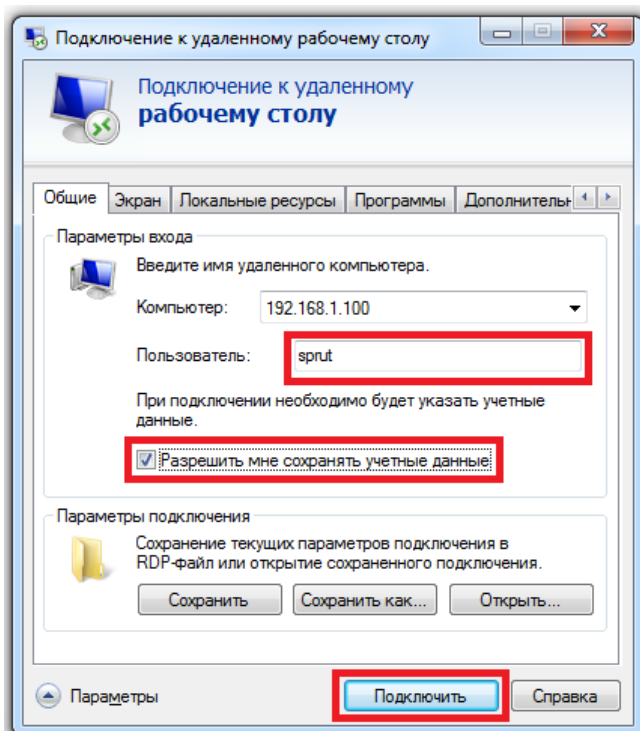 Подключение к удаленному рабочему столу
Подключение к удаленному
рабочему столу
Общие Экран Локальные ресурсы Программы Дополнительн
Параметры входа
Введите имя удаленного компьютера.
Компьютер: 192.168.1.100
Пользователь: sprut
При подключении необходимо будет указать учетные
данные.
Разрешить мне сохранять учетные данные
Параметры подключения
Сохранение текущих параметров подключения в
RDP-файл или открытие сохраненного подключения.
Сохранить Сохранить как... Открыть...
Параметры Подключить Справка